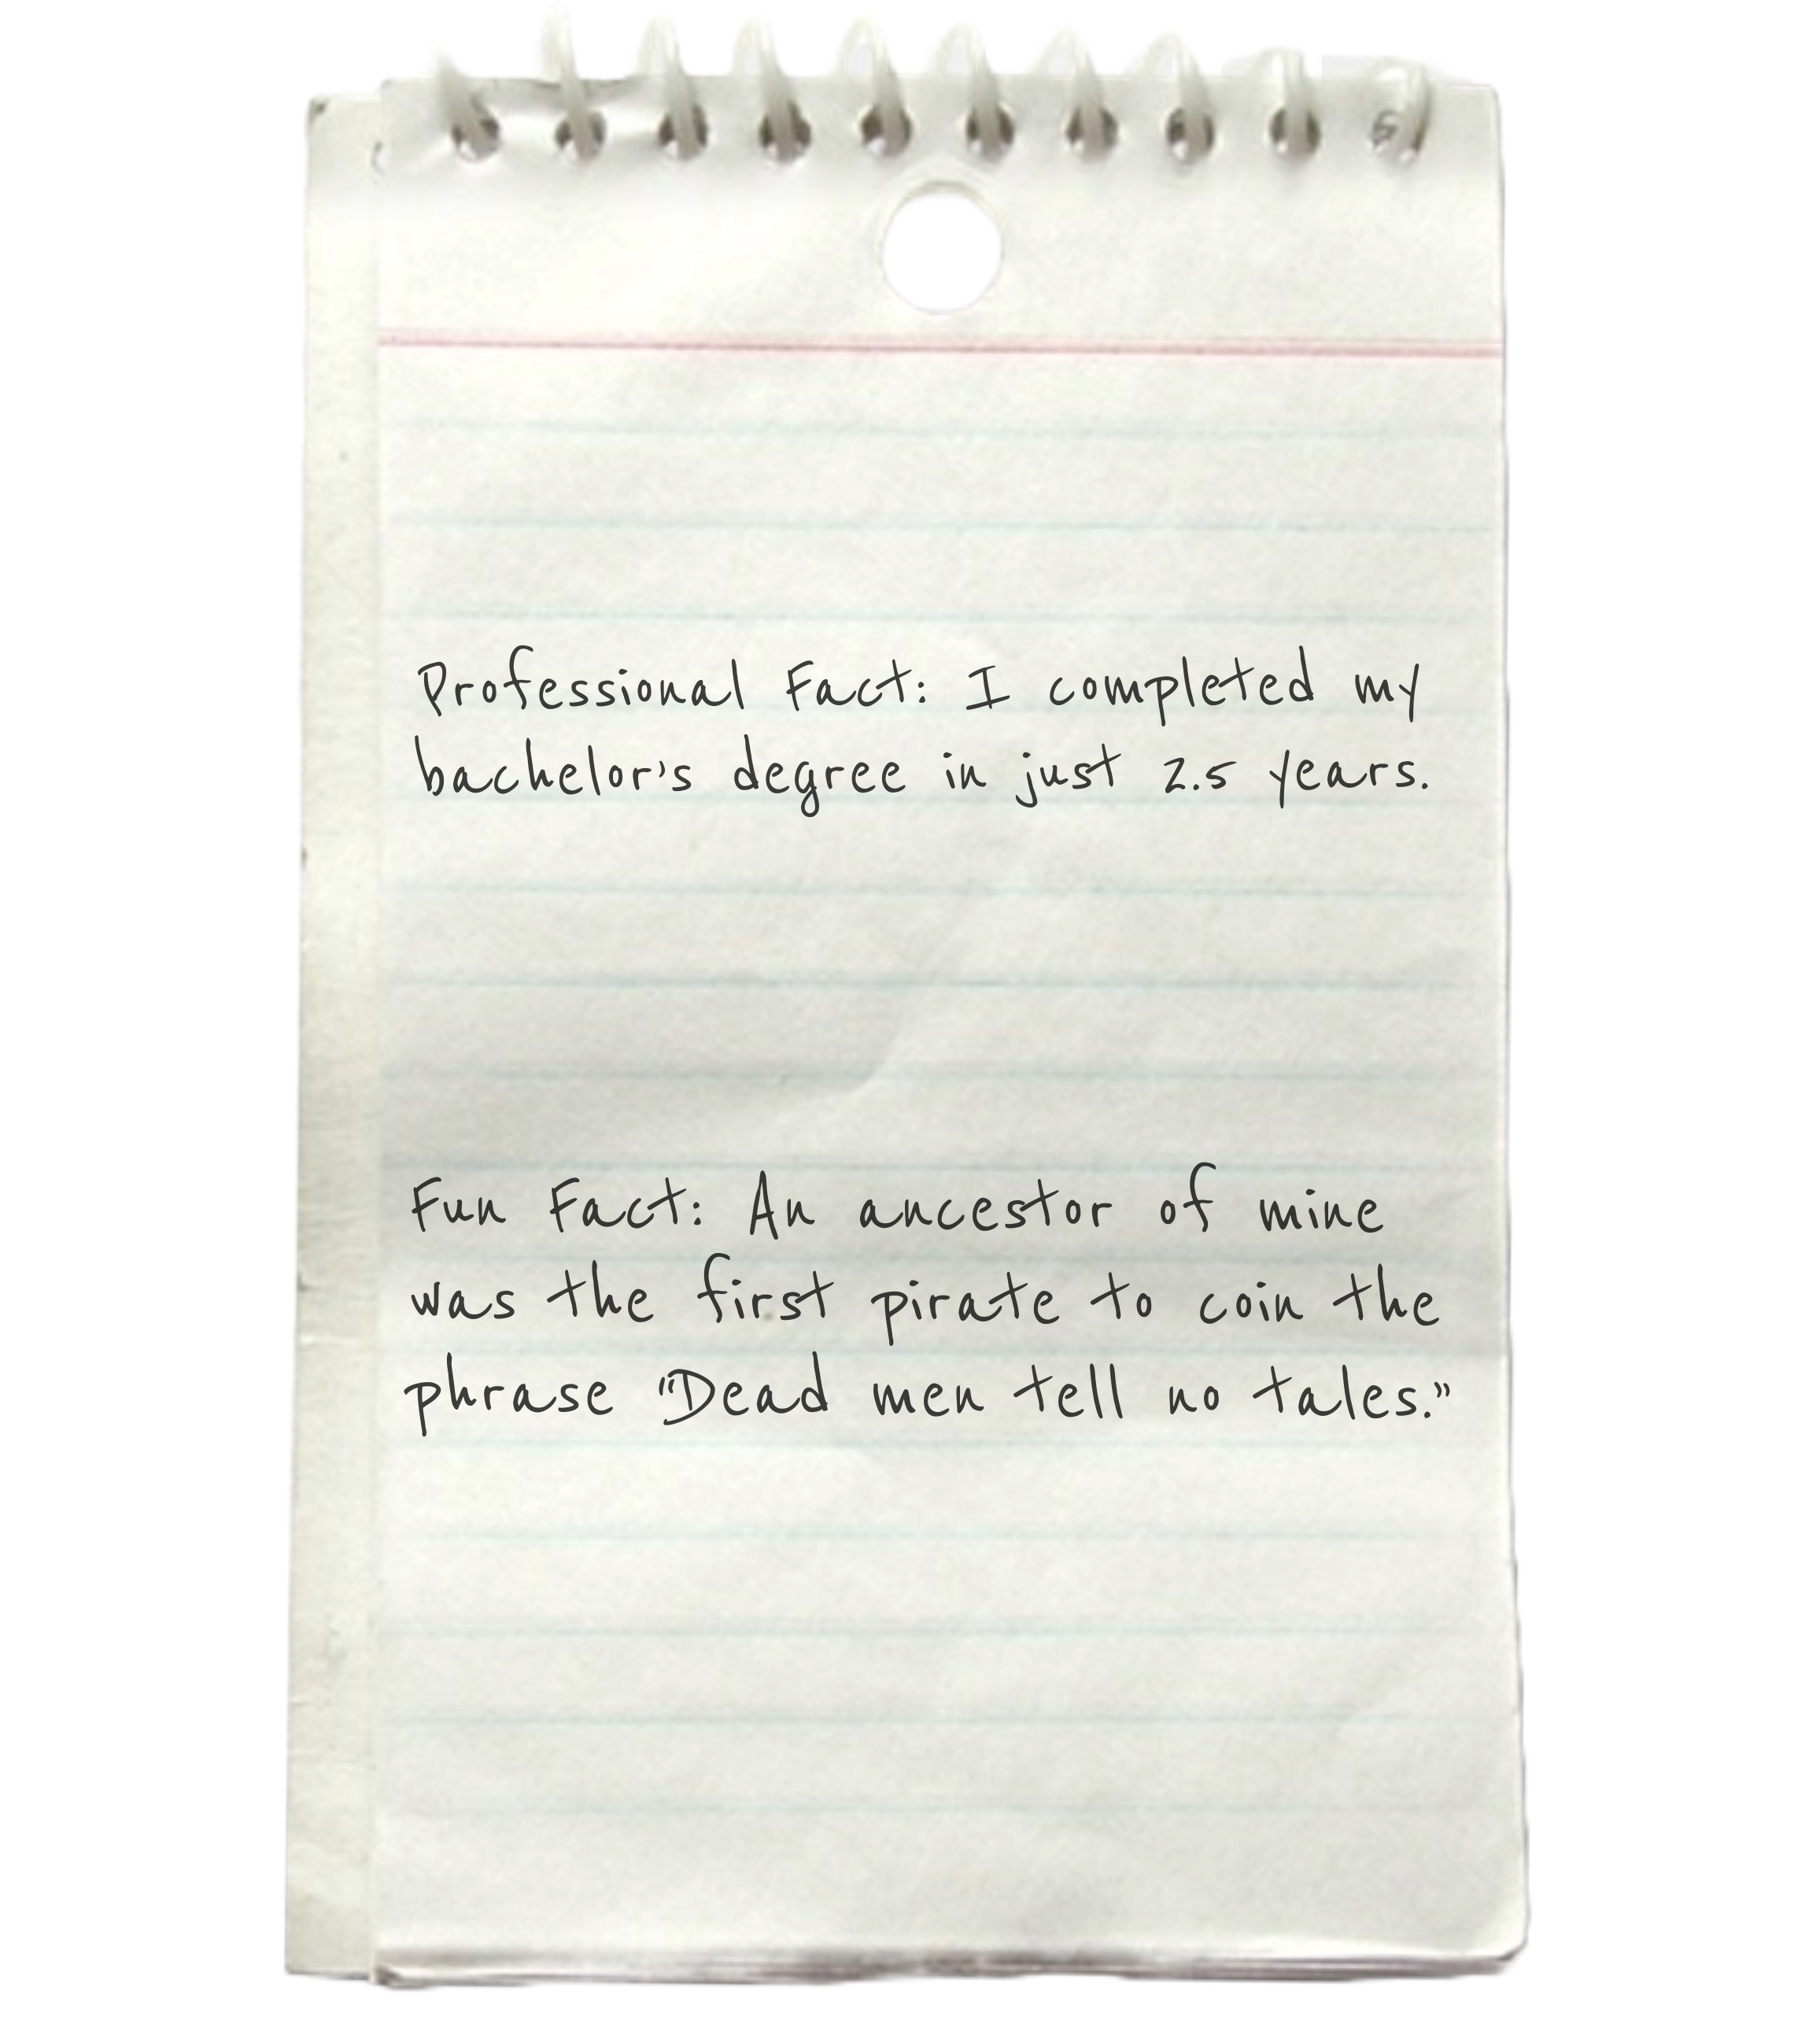 Professional Fact: I completed my
bachelor's degree in just 2.5 years.
Fun Fact: An ancestor of mine
was the first pirate to coin the
phrase "Dead men tell no tales."